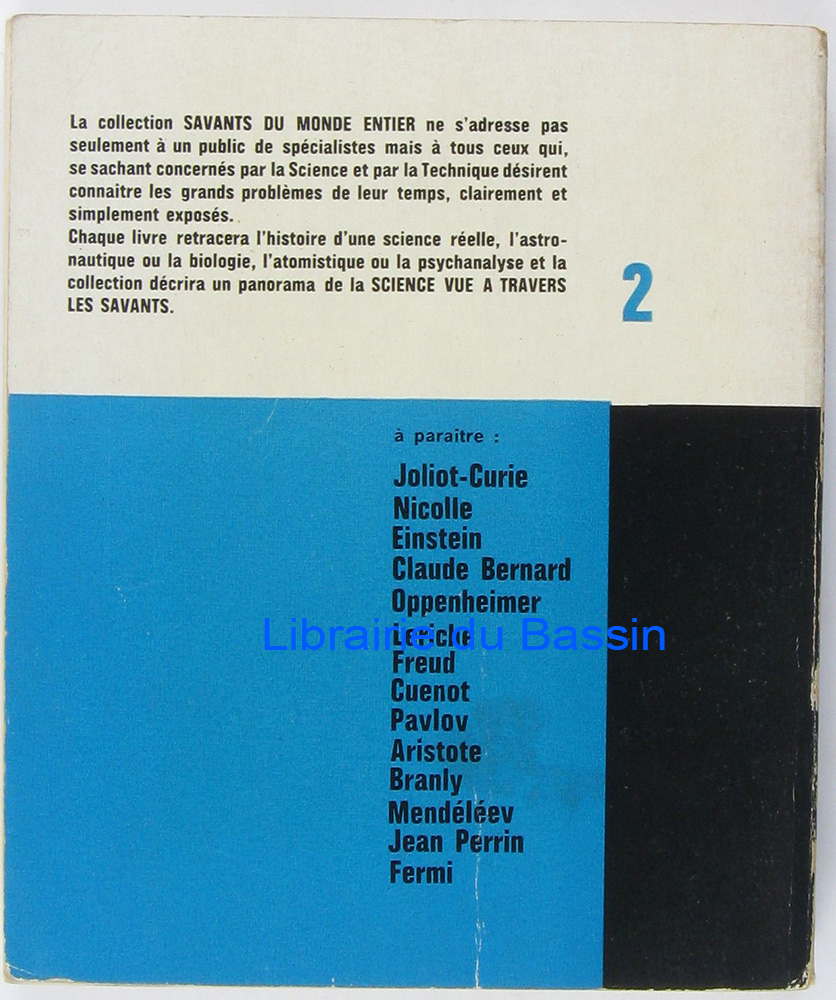 La collection SAVANTS DU MONDE ENTIER ne s'adresse pas
seulement à un public de spécialistes mais à tous ceux qui,
se sachant concernés par la Science et par la Technique désirent
connaître les grands problèmes de leur temps, clairement et
simplement exposés.
Chaque livre retracera l'histoire d'une science réelle, l'astro-
nautique ou la biologie, l'atomistique ou la psychanalyse et la
collection décrira un panorama de la SCIENCE VUE A TRAVERS
LES SAVANTS.
2
à paraître :
Joliot-Curie
Nicolle
Einstein
Claude Bernard
Oppenheimer
Leriche
Librairie du Bassin
Freud
Cuenot
Pavlov
Aristote
Branly
Mendéléev
Jean Perrin
Fermi